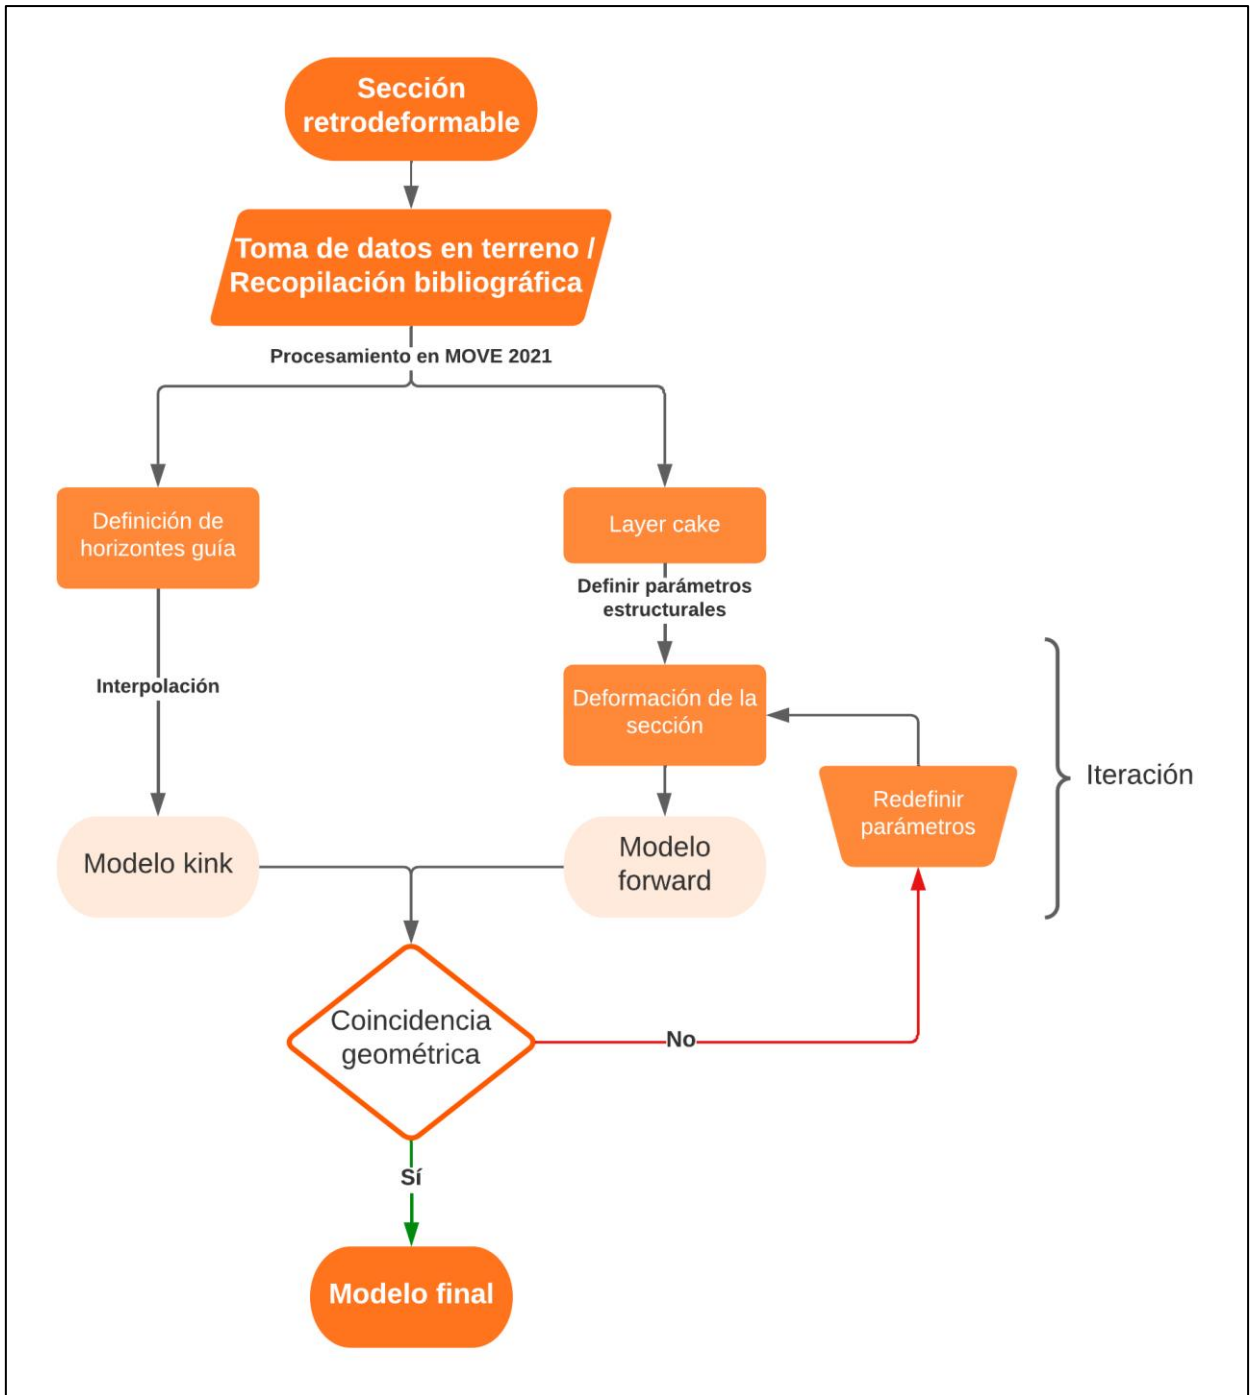 Sección
retrodeformable
Toma de datos en terreno /
Recopilación bibliográfica
Procesamiento en MOVE 2021
Definición de
horizontes guía
Layer cake
Definir parámetros
estructurales
Interpolación
Deformación de la
sección
Redefinir
parámetros
Iteración
Modelo kink
Modelo
forward
Coincidencia
geométrica
No
Sí
Modelo final